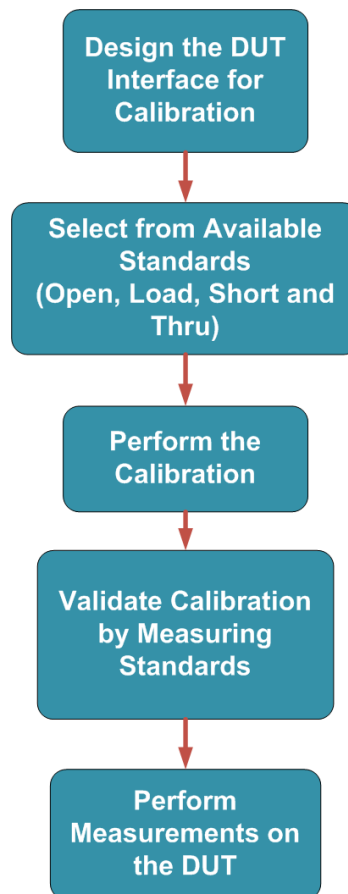 Design the DUT
Interface for
Calibration
Select from Available
Standards
(Open, Load, Short and
Thru)
Perform the
Calibration
Validate Calibration
by Measuring
Standards
Perform
Measurements on
the DUT